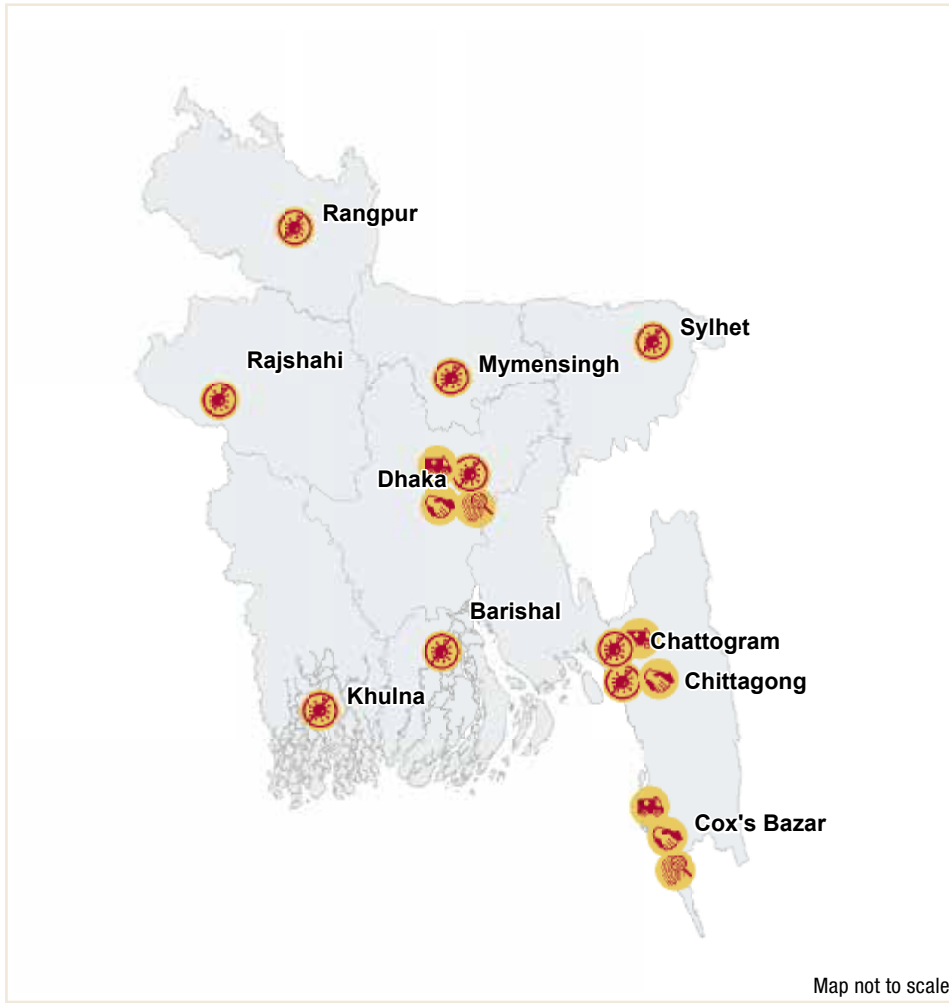 Rangpur
Sylhet
Rajshahi
Mymensingh
Dhaka
Barishal
Chattogram
Chittagong
Khulna
Cox's Bazar
Map not to scale